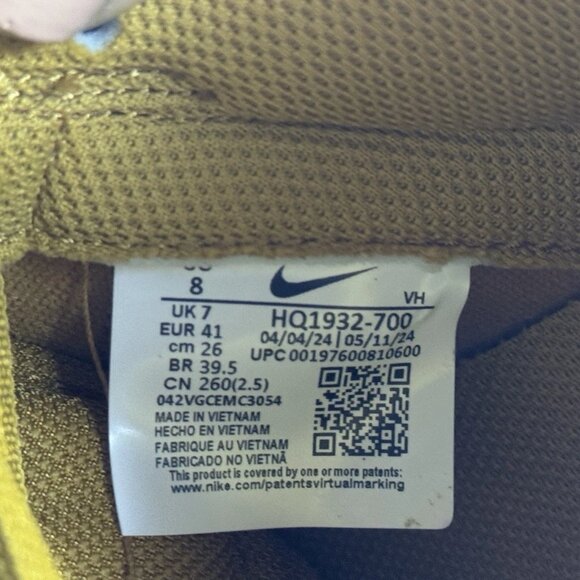 8
VH
UK 7
HQ1932-700
EUR 41
04/04/24 | 05/11/24
cm 26
UPC 00197600810600
BR 39.5
CN 260(2.5)
042VGCEMC3054
MADE IN VIETNAM
HECHO EN VIETNAM
FABRIQUE AU VIETNAM
FABRICADO NO VIETNÃ
This product is covered by one or more patents:
www.nike.com/patentsvirtualmarking